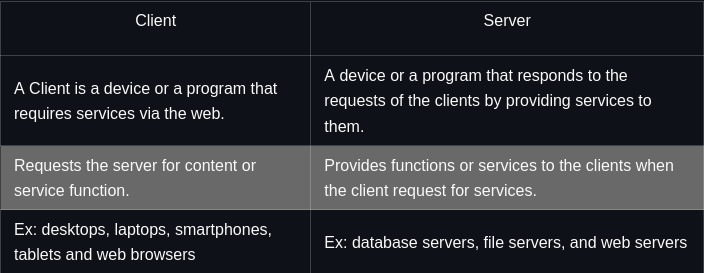 Client
Server
A Client is a device or a program that
requires services via the web.
A device or a program that responds to the
requests of the clients by providing services to
them.
Requests the server for content or
service function.
Provides functions or services to the clients when
the client request for services.
Ex: desktops, laptops, smartphones,
tablets and web browsers
Ex: database servers, file servers, and web servers